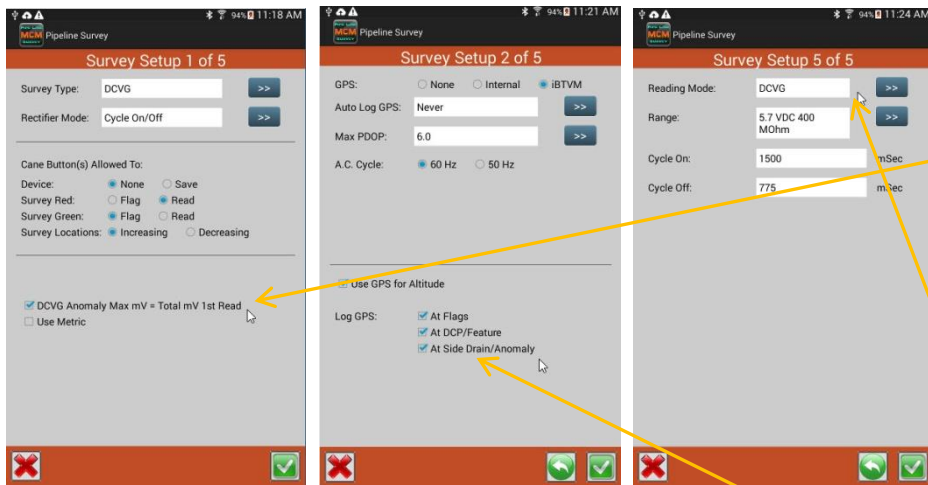 94% 11:18 AM
MCM Pipeline Survey
Survey Setup 1 of 5
Survey Type: DCVG >>
Rectifier Mode: Cycle On/Off >>
Cane Button(s) Allowed To:
Device: None Save
Survey Red: Flag Read
Survey Green: Flag Read
Survey Locations: Increasing Decreasing
DCVG Anomaly Max mV = Total mV 1st Read
Use Metric
94% 11:21 AM
MCM Pipeline Survey
Survey Setup 2 of 5
GPS: None Internal iBTVM
Auto Log GPS: Never >>
Max PDOP: 6.0 >>
A.C. Cycle: 60 Hz 50 Hz
Use GPS for Altitude
Log GPS: At Flags
At DCP/Feature
At Side Drain/Anomaly
94% 11:24 AM
MCM Pipeline Survey
Survey Setup 5 of 5
Reading Mode: DCVG >>
Range: 5.7 VDC 400 >>
MOhm
Cycle On: 1500 mSec
Cycle Off: 775 mSec